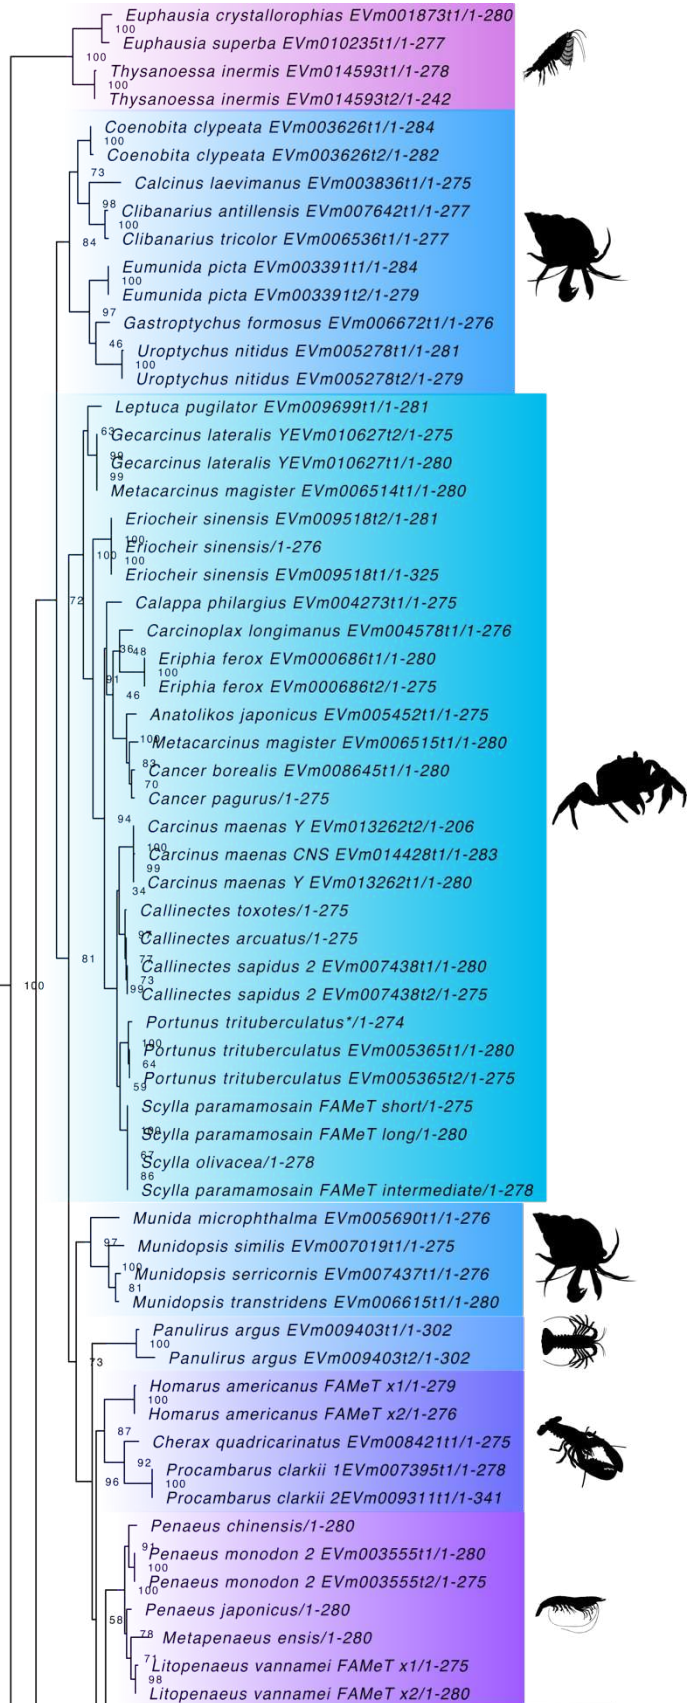 Euphausia crystallorophias EVm001873t1/1-280
100
Euphausia superba EVm010235t1/1-277
100
Thysanoessa inermis EVm014593t1/1-278
100
Thysanoessa inermis EVm014593t2/1-242
Coenobita clypeata EVm003626t1/1-284
100
Coenobita clypeata EVm003626t2/1-282
73
Calcinus laevimanus EVm003836t1/1-275
98
Clibanarius antillensis EVm007642t1/1-277
100
84
Clibanarius tricolor EVm006536t1/1-277
Eumunida picta EVm003391t1/1-284
100
Eumunida picta EVm003391t2/1-279
97
Gastroptychus formosus EVm006672t1/1-276
46
Uroptychus nitidus EVm005278t1/1-281
100
Uroptychus nitidus EVm005278t2/1-279
Leptuca pugilator EVm009699t1/1-281
63
Gecarcinus lateralis YEVm010627t2/1-275
99
Gecarcinus lateralis YEVm010627t1/1-280
99
Metacarcinus magister EVm006514t1/1-280
Eriocheir sinensis EVm009518t2/1-281
100
Eriocheir sinensis/1-276
100
100
Eriocheir sinensis EVm009518t1/1-325
72
Calappa philargius EVm004273t1/1-275
Carcinoplax longimanus EVm004578t1/1-276
36
48
Eriphia ferox EVm000686t1/1-280
100
91
Eriphia ferox EVm000686t2/1-275
46
Anatolikos japonicus EVm005452t1/1-275
100
Metacarcinus magister EVm006515t1/1-280
83
Cancer borealis EVm008645t1/1-280
70
Cancer pagurus/1-275
94
Carcinus maenas Y EVm013262t2/1-206
100
Carcinus maenas CNS EVm014428t1/1-283
99
Carcinus maenas Y EVm013262t1/1-280
34
Callinectes toxotes/1-275
97
Callinectes arcuatus/1-275
77
81
Callinectes sapidus 2 EVm007438t1/1-280
73
99
100
Callinectes sapidus 2 EVm007438t2/1-275
Portunus trituberculatus*/1-274
100
Portunus trituberculatus EVm005365t1/1-280
64
Portunus trituberculatus EVm005365t2/1-275
59
Scylla paramamosain FAMeT short/1-275
100
Scylla paramamosain FAMeT long/1-280
67
Scylla olivacea/1-278
86
Scylla paramamosain FAMeT intermediate/1-278
Munida microphthalma EVm005690t1/1-276
97
Munidopsis similis EVm007019t1/1-275
100
Munidopsis serricornis EVm007437t1/1-276
81
Munidopsis transtridens EVm006615t1/1-280
Panulirus argus EVm009403t1/1-302
100
73
Panulirus argus EVm009403t2/1-302
Homarus americanus FAMeT x1/1-279
100
Homarus americanus FAMeT x2/1-276
87
Cherax quadricarinatus EVm008421t1/1-275
92
Procambarus clarkii 1EVm007395t1/1-278
96
100
Procambarus clarkii 2EVm009311t1/1-341
Penaeus chinensis/1-280
91
Penaeus monodon 2 EVm003555t1/1-280
100
Penaeus monodon 2 EVm003555t2/1-275
100
Penaeus japonicus/1-280
58
78
Metapenaeus ensis/1-280
71
Litopenaeus vannamei FAMeT x1/1-275
98
Litopenaeus vannamei FAMeT x2/1-280